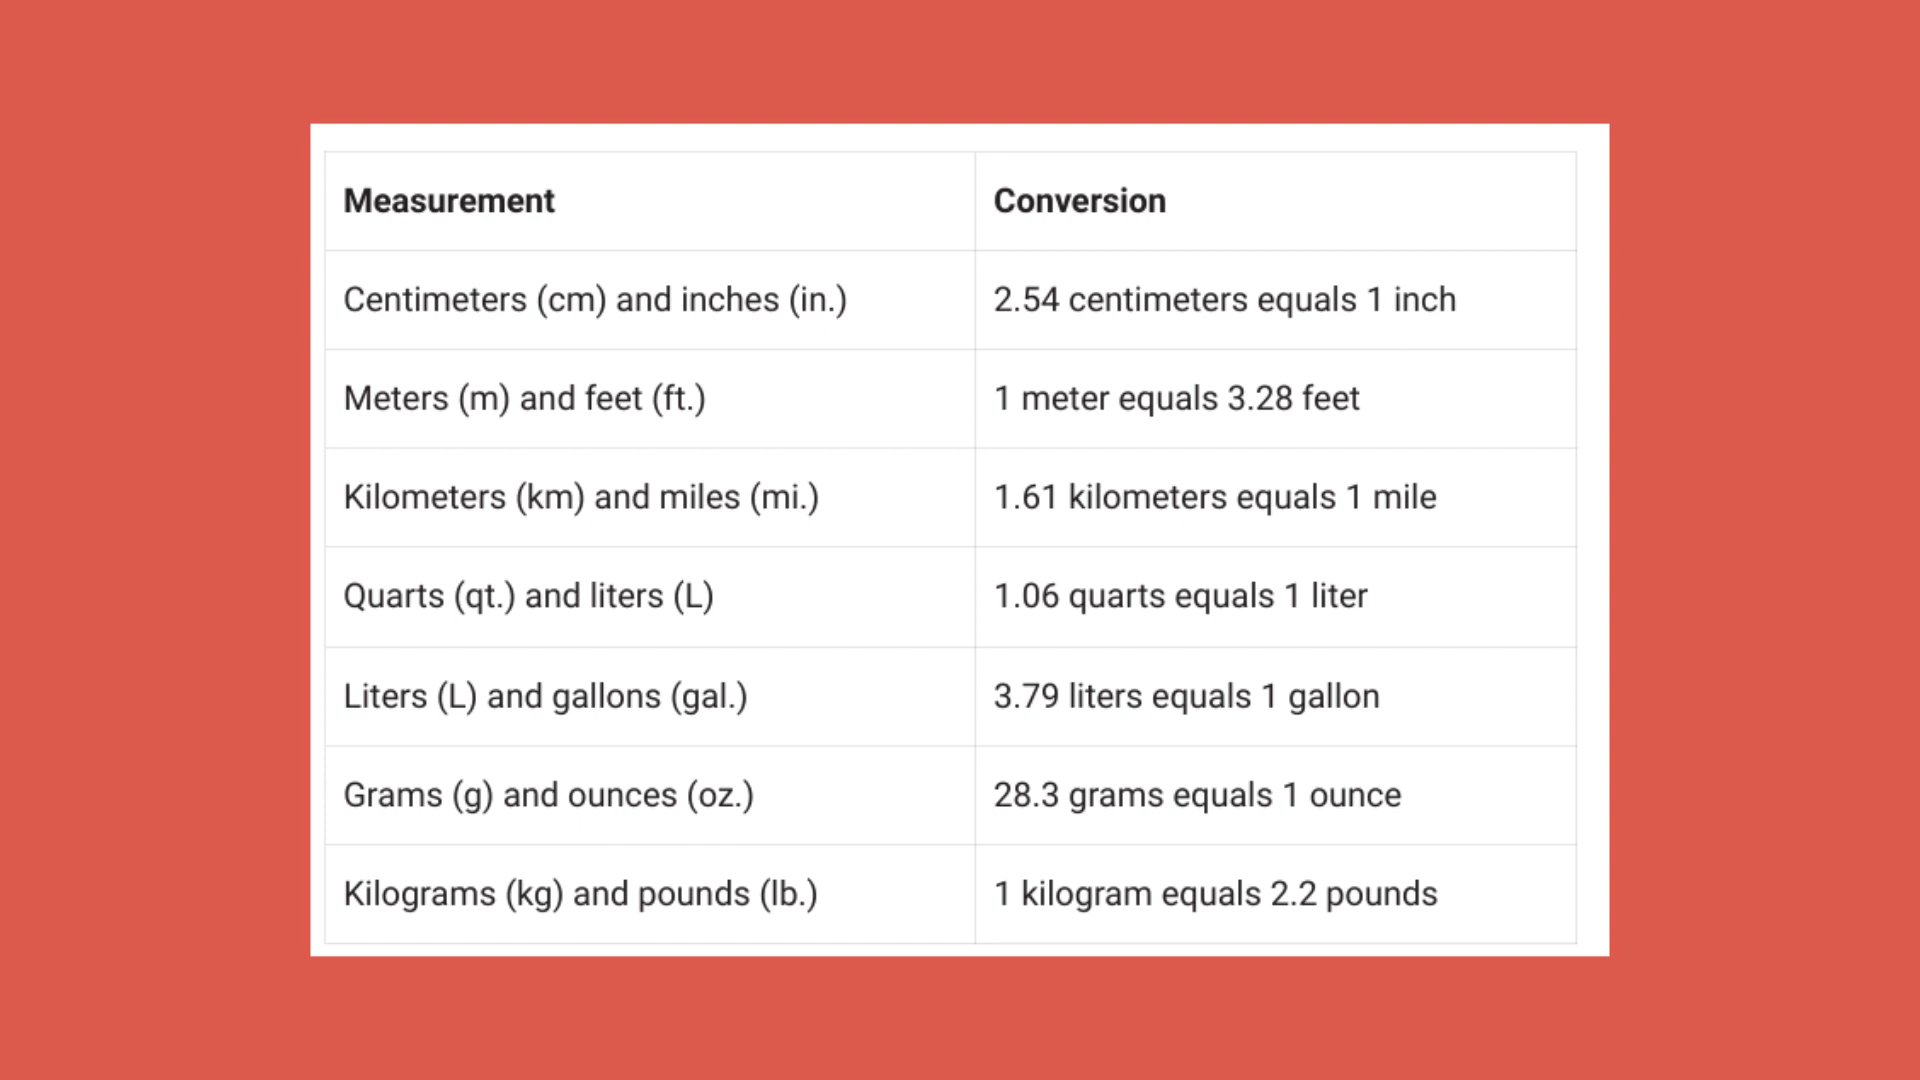 Measurement
Conversion
Centimeters (cm) and inches (in.)
2.54 centimeters equals 1 inch
Meters (m) and feet (ft.)
1 meter equals 3.28 feet
Kilometers (km) and miles (mi.)
1.61 kilometers equals 1 mile
Quarts (qt.) and liters (L)
1.06 quarts equals 1 liter
Liters (L) and gallons (gal.)
3.79 liters equals 1 gallon
Grams (g) and ounces (oz.)
28.3 grams equals 1 ounce
Kilograms (kg) and pounds (lb.)
1 kilogram equals 2.2 pounds